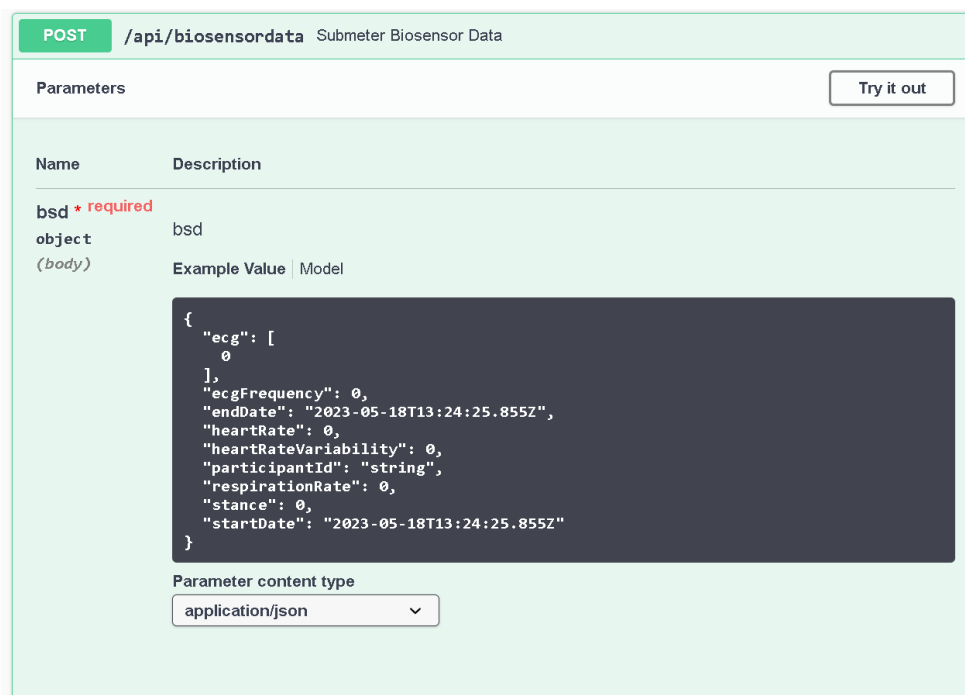 POST /api/biosensordata Submeter Biosensor Data
Parameters
Try it out
Name Description
bsd * required
object
(body)
bsd
Example Value Model
{
  "ecg": [
    0
  ],
  "ecgFrequency": 0,
  "endDate": "2023-05-18T13:24:25.855Z",
  "heartRate": 0,
  "heartRateVariability": 0,
  "participantId": "string",
  "respirationRate": 0,
  "stance": 0,
  "startDate": "2023-05-18T13:24:25.855Z"
}
Parameter content type
application/json